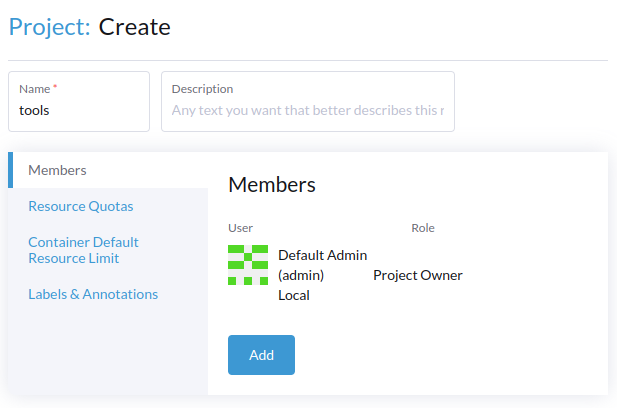 Project: Create
Name *
tools
Description
Any text you want that better describes this r
Members
Resource Quotas
Container Default
Resource Limit
Labels & Annotations
Members
User Role
Default Admin
(admin) Project Owner
Local
Add